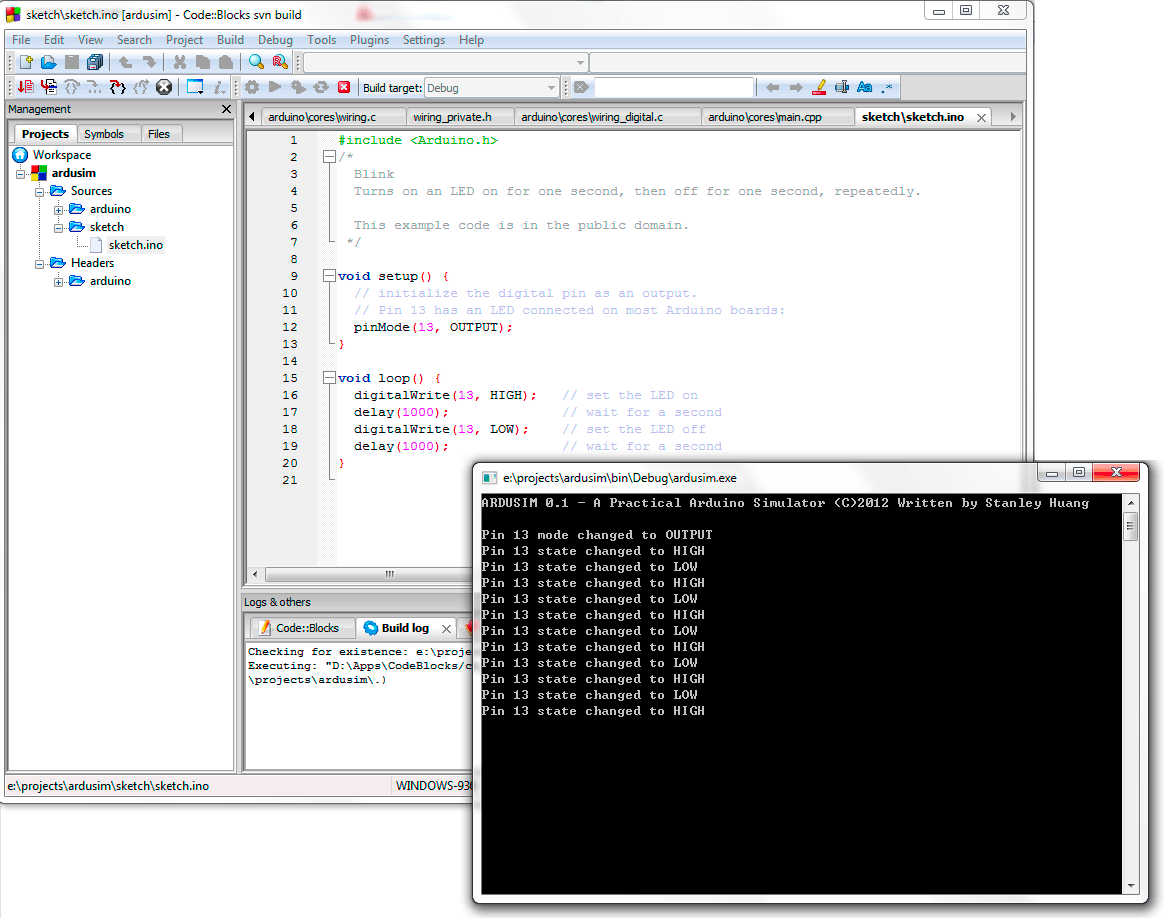 sketch\sketch.ino [ardusim] - Code::Blocks svn build
File Edit View Search Project Build Debug Tools Plugins Settings Help
Build target: Debug
Management
Projects Symbols Files
Workspace
ardusim
Sources
arduino
sketch
sketch.ino
Headers
arduino
arduino\cores\wiring.c wiring_private.h arduino\cores\wiring_digital.c arduino\cores\main.cpp sketch\sketch.ino
1 #include <Arduino.h>
2 /*
3 Blink
4 Turns on an LED on for one second, then off for one second, repeatedly.
5
6 This example code is in the public domain.
7 */
8
9 void setup() {
10 // initialize the digital pin as an output.
11 // Pin 13 has an LED connected on most Arduino boards:
12 pinMode(13, OUTPUT);
13 }
14
15 void loop() {
16 digitalWrite(13, HIGH); // set the LED on
17 delay(1000); // wait for a second
18 digitalWrite(13, LOW); // set the LED off
19 delay(1000); // wait for a second
20 }
21
Logs & others
Code::Blocks Build log
Checking for existence: e:\proje
Executing: "D:\Apps\CodeBlocks/c
\projects\ardusim\.)
e:\projects\ardusim\sketch\sketch.ino WINDOWS-930
e:\projects\ardusim\bin\Debug\ardusim.exe
ARDUSIM 0.1 - A Practical Arduino Simulator (C)2012 Written by Stanley Huang
Pin 13 mode changed to OUTPUT
Pin 13 state changed to HIGH
Pin 13 state changed to LOW
Pin 13 state changed to HIGH
Pin 13 state changed to LOW
Pin 13 state changed to HIGH
Pin 13 state changed to LOW
Pin 13 state changed to HIGH
Pin 13 state changed to LOW
Pin 13 state changed to HIGH
Pin 13 state changed to LOW
Pin 13 state changed to HIGH